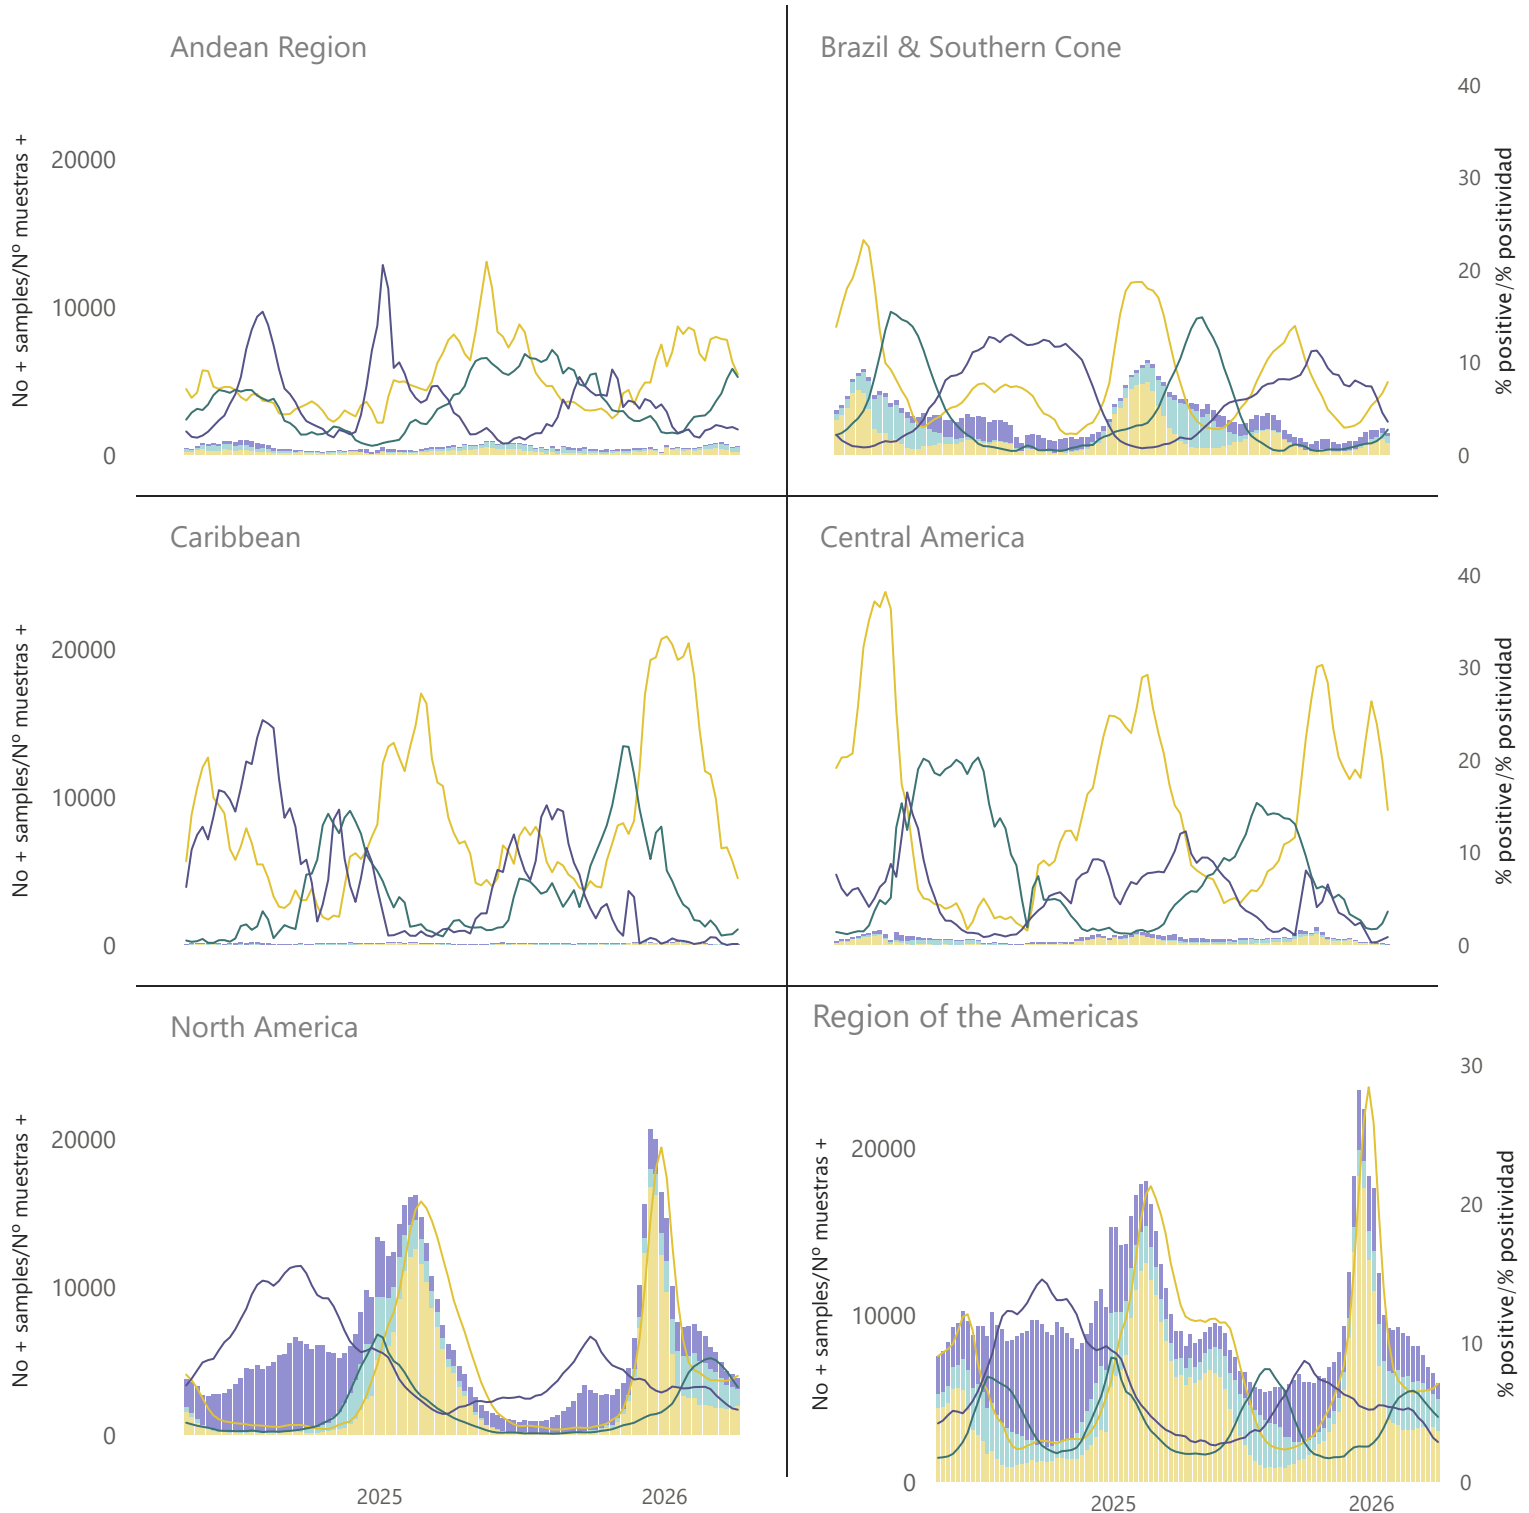 Andean Region
Brazil & Southern Cone
No + samples/Nº muestras +
20000
10000
0
40
30
20
10
0
% positive/% positividad
Caribbean
Central America
No + samples/Nº muestras +
20000
10000
0
40
30
20
10
0
% positive/% positividad
North America
Region of the Americas
No + samples/Nº muestras +
20000
10000
0
2025
2026
No + samples/Nº muestras +
20000
10000
0
30
20
10
0
% positive/% positividad
2025
2026